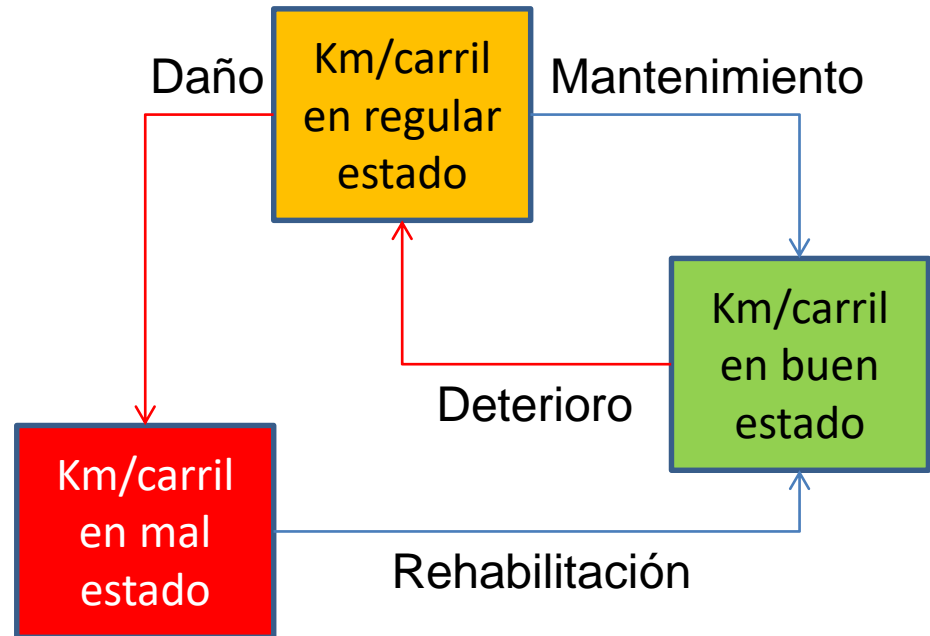 Daño
Km/carril
en regular
estado
Mantenimiento
Km/carril
en buen
estado
Deterioro
Km/carril
en mal
estado
Rehabilitación